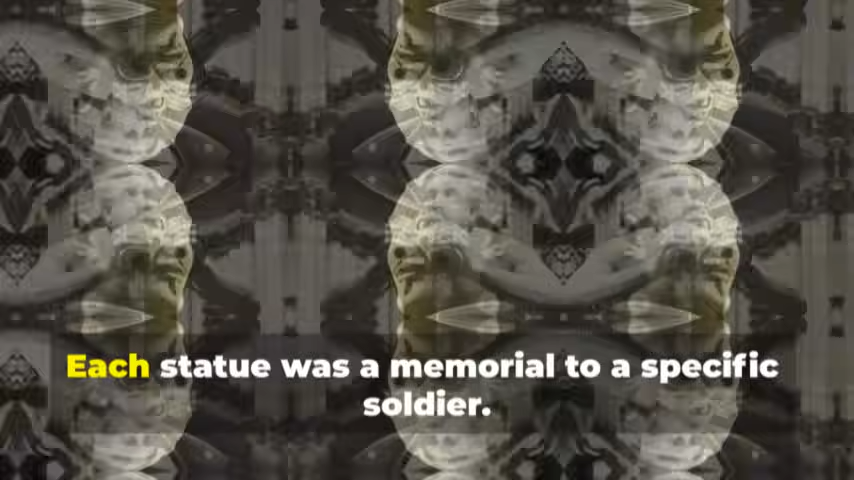 Each statue was a memorial to a specific
soldier.